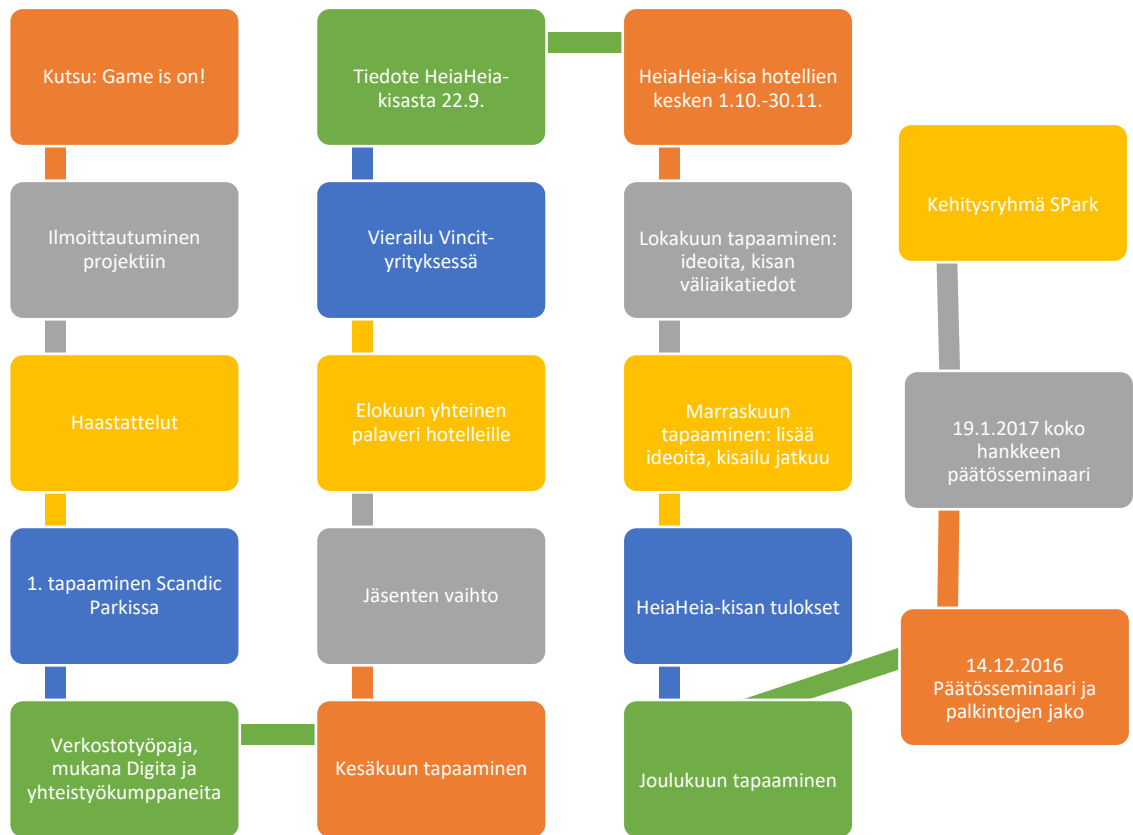 Kutsu: Game is on!
Ilmoittautuminen
projektiin
Haastattelut
1. tapaaminen Scandic
Parkissa
Verkostotyöpaja,
mukana Digita ja
yhteistyökumppaneita
Kesäkuun tapaaminen
Jäsenten vaihto
Elokuun yhteinen
palaveri hotelleille
Vierailu Vincit-
yrityksessä
Tiedote HeiaHeia-
kisasta 22.9.
HeiaHeia-kisa hotellien
kesken 1.10.-30.11.
Lokakuun tapaaminen:
ideoita, kisan
väliaikatiedot
Marraskuun
tapaaminen: lisää
ideoita, kisailu jatkuu
HeiaHeia-kisan tulokset
Joulukuun tapaaminen
14.12.2016
Päätösseminaari ja
palkintojen jako
19.1.2017 koko
hankkeen
päätösseminaari
Kehitysryhmä SPark